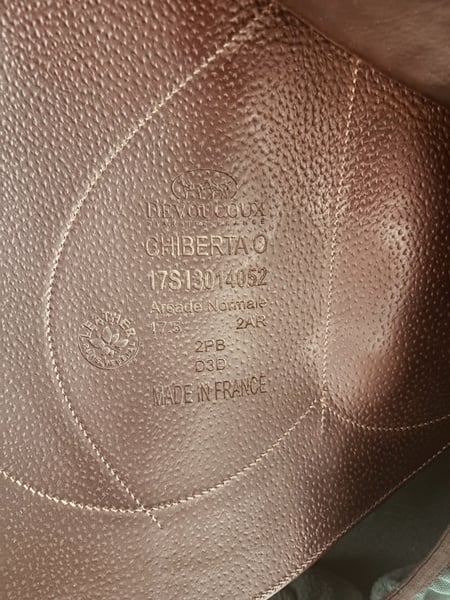 DEVOUCOUX
CHIBERTA O
17S13014052
Arcade Normale
17.5 2AR
2PB
D3D
MADE IN FRANCE